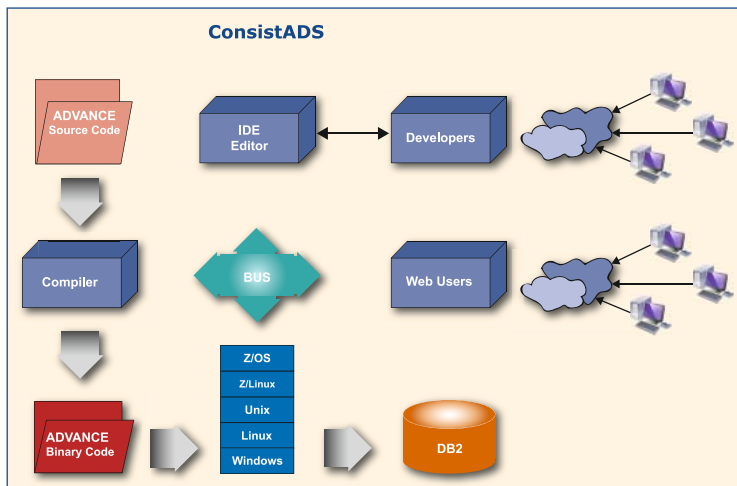 ConsistADS
ADVANCE
Source Code
IDE
Editor
Developers
Compiler
BUS
Web Users
Z/OS
Z/Linux
Unix
Linux
Windows
ADVANCE
Binary Code
DB2